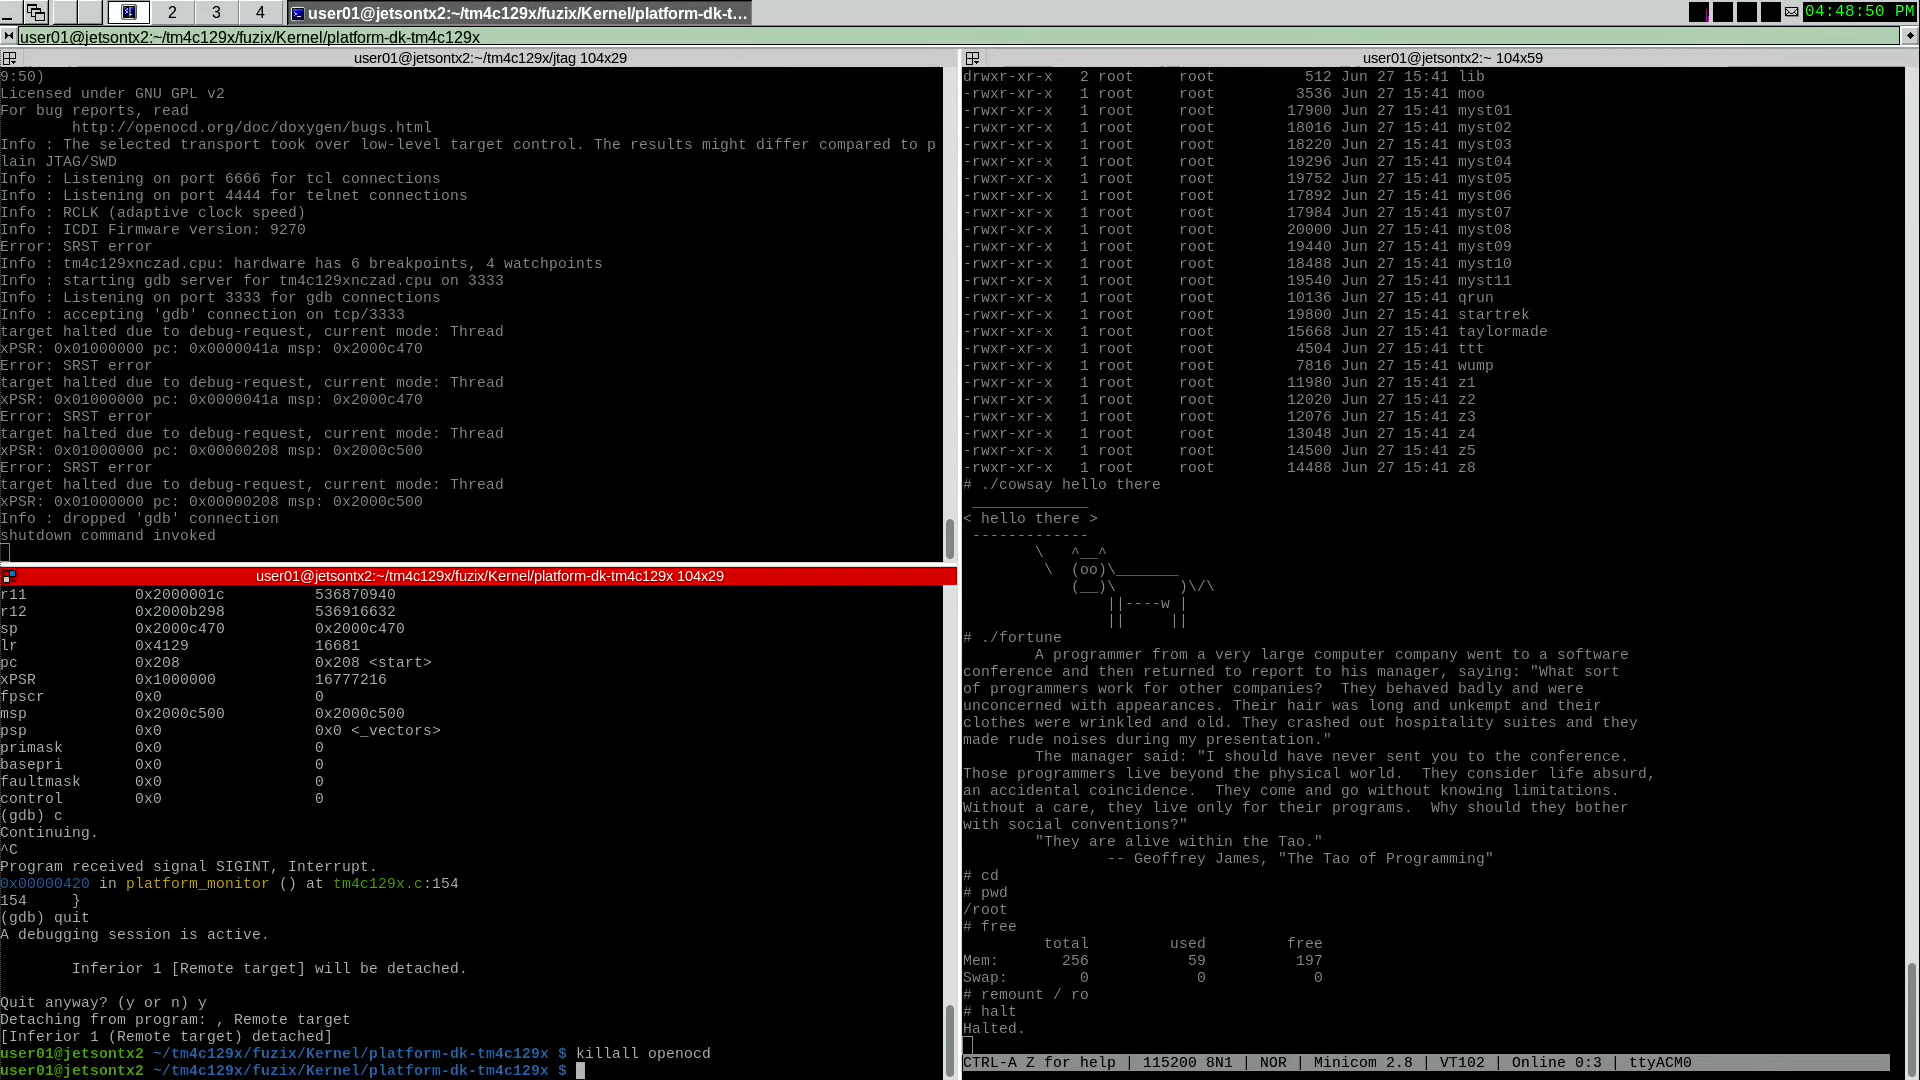 2 3 4 user01@jetsontx2:~/tm4c129x/fuzix/Kernel/platform-dk-t... 04:48:50 PM
user01@jetsontx2:~/tm4c129x/fuzix/Kernel/platform-dk-tm4c129x
user01@jetsontx2:~/tm4c129x/jtag 104x29
9:50)
Licensed under GNU GPL v2
For bug reports, read
        http://openocd.org/doc/doxygen/bugs.html
Info : The selected transport took over low-level target control. The results might differ compared to p
lain JTAG/SWD
Info : Listening on port 6666 for tcl connections
Info : Listening on port 4444 for telnet connections
Info : RCLK (adaptive clock speed)
Info : ICDI Firmware version: 9270
Error: SRST error
Info : tm4c129xnczad.cpu: hardware has 6 breakpoints, 4 watchpoints
Info : starting gdb server for tm4c129xnczad.cpu on 3333
Info : Listening on port 3333 for gdb connections
Info : accepting 'gdb' connection on tcp/3333
target halted due to debug-request, current mode: Thread
xPSR: 0x01000000 pc: 0x0000041a msp: 0x2000c470
Error: SRST error
target halted due to debug-request, current mode: Thread
xPSR: 0x01000000 pc: 0x0000041a msp: 0x2000c470
Error: SRST error
target halted due to debug-request, current mode: Thread
xPSR: 0x01000000 pc: 0x00000208 msp: 0x2000c500
Error: SRST error
target halted due to debug-request, current mode: Thread
xPSR: 0x01000000 pc: 0x00000208 msp: 0x2000c500
Info : dropped 'gdb' connection
shutdown command invoked
user01@jetsontx2:~/tm4c129x/fuzix/Kernel/platform-dk-tm4c129x 104x29
r11            0x2000001c          536870940
r12            0x2000b298          536916632
sp             0x2000c470          0x2000c470
lr             0x4129              16681
pc             0x208               0x208 <start>
xPSR           0x1000000           16777216
fpscr          0x0                 0
msp            0x2000c500          0x2000c500
psp            0x0                 0x0 <_vectors>
primask        0x0                 0
basepri        0x0                 0
faultmask      0x0                 0
control        0x0                 0
(gdb) c
Continuing.
^C
Program received signal SIGINT, Interrupt.
0x00000420 in platform_monitor () at tm4c129x.c:154
154     }
(gdb) quit
A debugging session is active.
        Inferior 1 [Remote target] will be detached.
Quit anyway? (y or n) y
Detaching from program: , Remote target
[Inferior 1 (Remote target) detached]
user01@jetsontx2 ~/tm4c129x/fuzix/Kernel/platform-dk-tm4c129x $ killall openocd
user01@jetsontx2 ~/tm4c129x/fuzix/Kernel/platform-dk-tm4c129x $
user01@jetsontx2:~ 104x59
drwxr-xr-x   2 root     root          512 Jun 27 15:41 lib
-rwxr-xr-x   1 root     root         3536 Jun 27 15:41 moo
-rwxr-xr-x   1 root     root        17900 Jun 27 15:41 myst01
-rwxr-xr-x   1 root     root        18016 Jun 27 15:41 myst02
-rwxr-xr-x   1 root     root        18220 Jun 27 15:41 myst03
-rwxr-xr-x   1 root     root        19296 Jun 27 15:41 myst04
-rwxr-xr-x   1 root     root        19752 Jun 27 15:41 myst05
-rwxr-xr-x   1 root     root        17892 Jun 27 15:41 myst06
-rwxr-xr-x   1 root     root        17984 Jun 27 15:41 myst07
-rwxr-xr-x   1 root     root        20000 Jun 27 15:41 myst08
-rwxr-xr-x   1 root     root        19440 Jun 27 15:41 myst09
-rwxr-xr-x   1 root     root        18488 Jun 27 15:41 myst10
-rwxr-xr-x   1 root     root        19540 Jun 27 15:41 myst11
-rwxr-xr-x   1 root     root        10136 Jun 27 15:41 qrun
-rwxr-xr-x   1 root     root        19800 Jun 27 15:41 startrek
-rwxr-xr-x   1 root     root        15668 Jun 27 15:41 taylormade
-rwxr-xr-x   1 root     root         4504 Jun 27 15:41 ttt
-rwxr-xr-x   1 root     root         7816 Jun 27 15:41 wump
-rwxr-xr-x   1 root     root        11980 Jun 27 15:41 z1
-rwxr-xr-x   1 root     root        12020 Jun 27 15:41 z2
-rwxr-xr-x   1 root     root        12076 Jun 27 15:41 z3
-rwxr-xr-x   1 root     root        13048 Jun 27 15:41 z4
-rwxr-xr-x   1 root     root        14500 Jun 27 15:41 z5
-rwxr-xr-x   1 root     root        14488 Jun 27 15:41 z8
# ./cowsay hello there
 _____________
< hello there >
 -------------
        \   ^__^
         \  (oo)\_______
            (__)\       )\/\
                ||----w |
                ||     ||
# ./fortune
        A programmer from a very large computer company went to a software
conference and then returned to report to his manager, saying: "What sort
of programmers work for other companies?  They behaved badly and were
unconcerned with appearances. Their hair was long and unkempt and their
clothes were wrinkled and old. They crashed out hospitality suites and they
made rude noises during my presentation."
        The manager said: "I should have never sent you to the conference.
Those programmers live beyond the physical world.  They consider life absurd,
an accidental coincidence.  They come and go without knowing limitations.
Without a care, they live only for their programs.  Why should they bother
with social conventions?"
        "They are alive within the Tao."
                -- Geoffrey James, "The Tao of Programming"
# cd
# pwd
/root
# free
         total         used         free
Mem:       256           59          197
Swap:        0            0            0
# remount / ro
# halt
Halted.
CTRL-A Z for help | 115200 8N1 | NOR | Minicom 2.8 | VT102 | Online 0:3 | ttyACM0